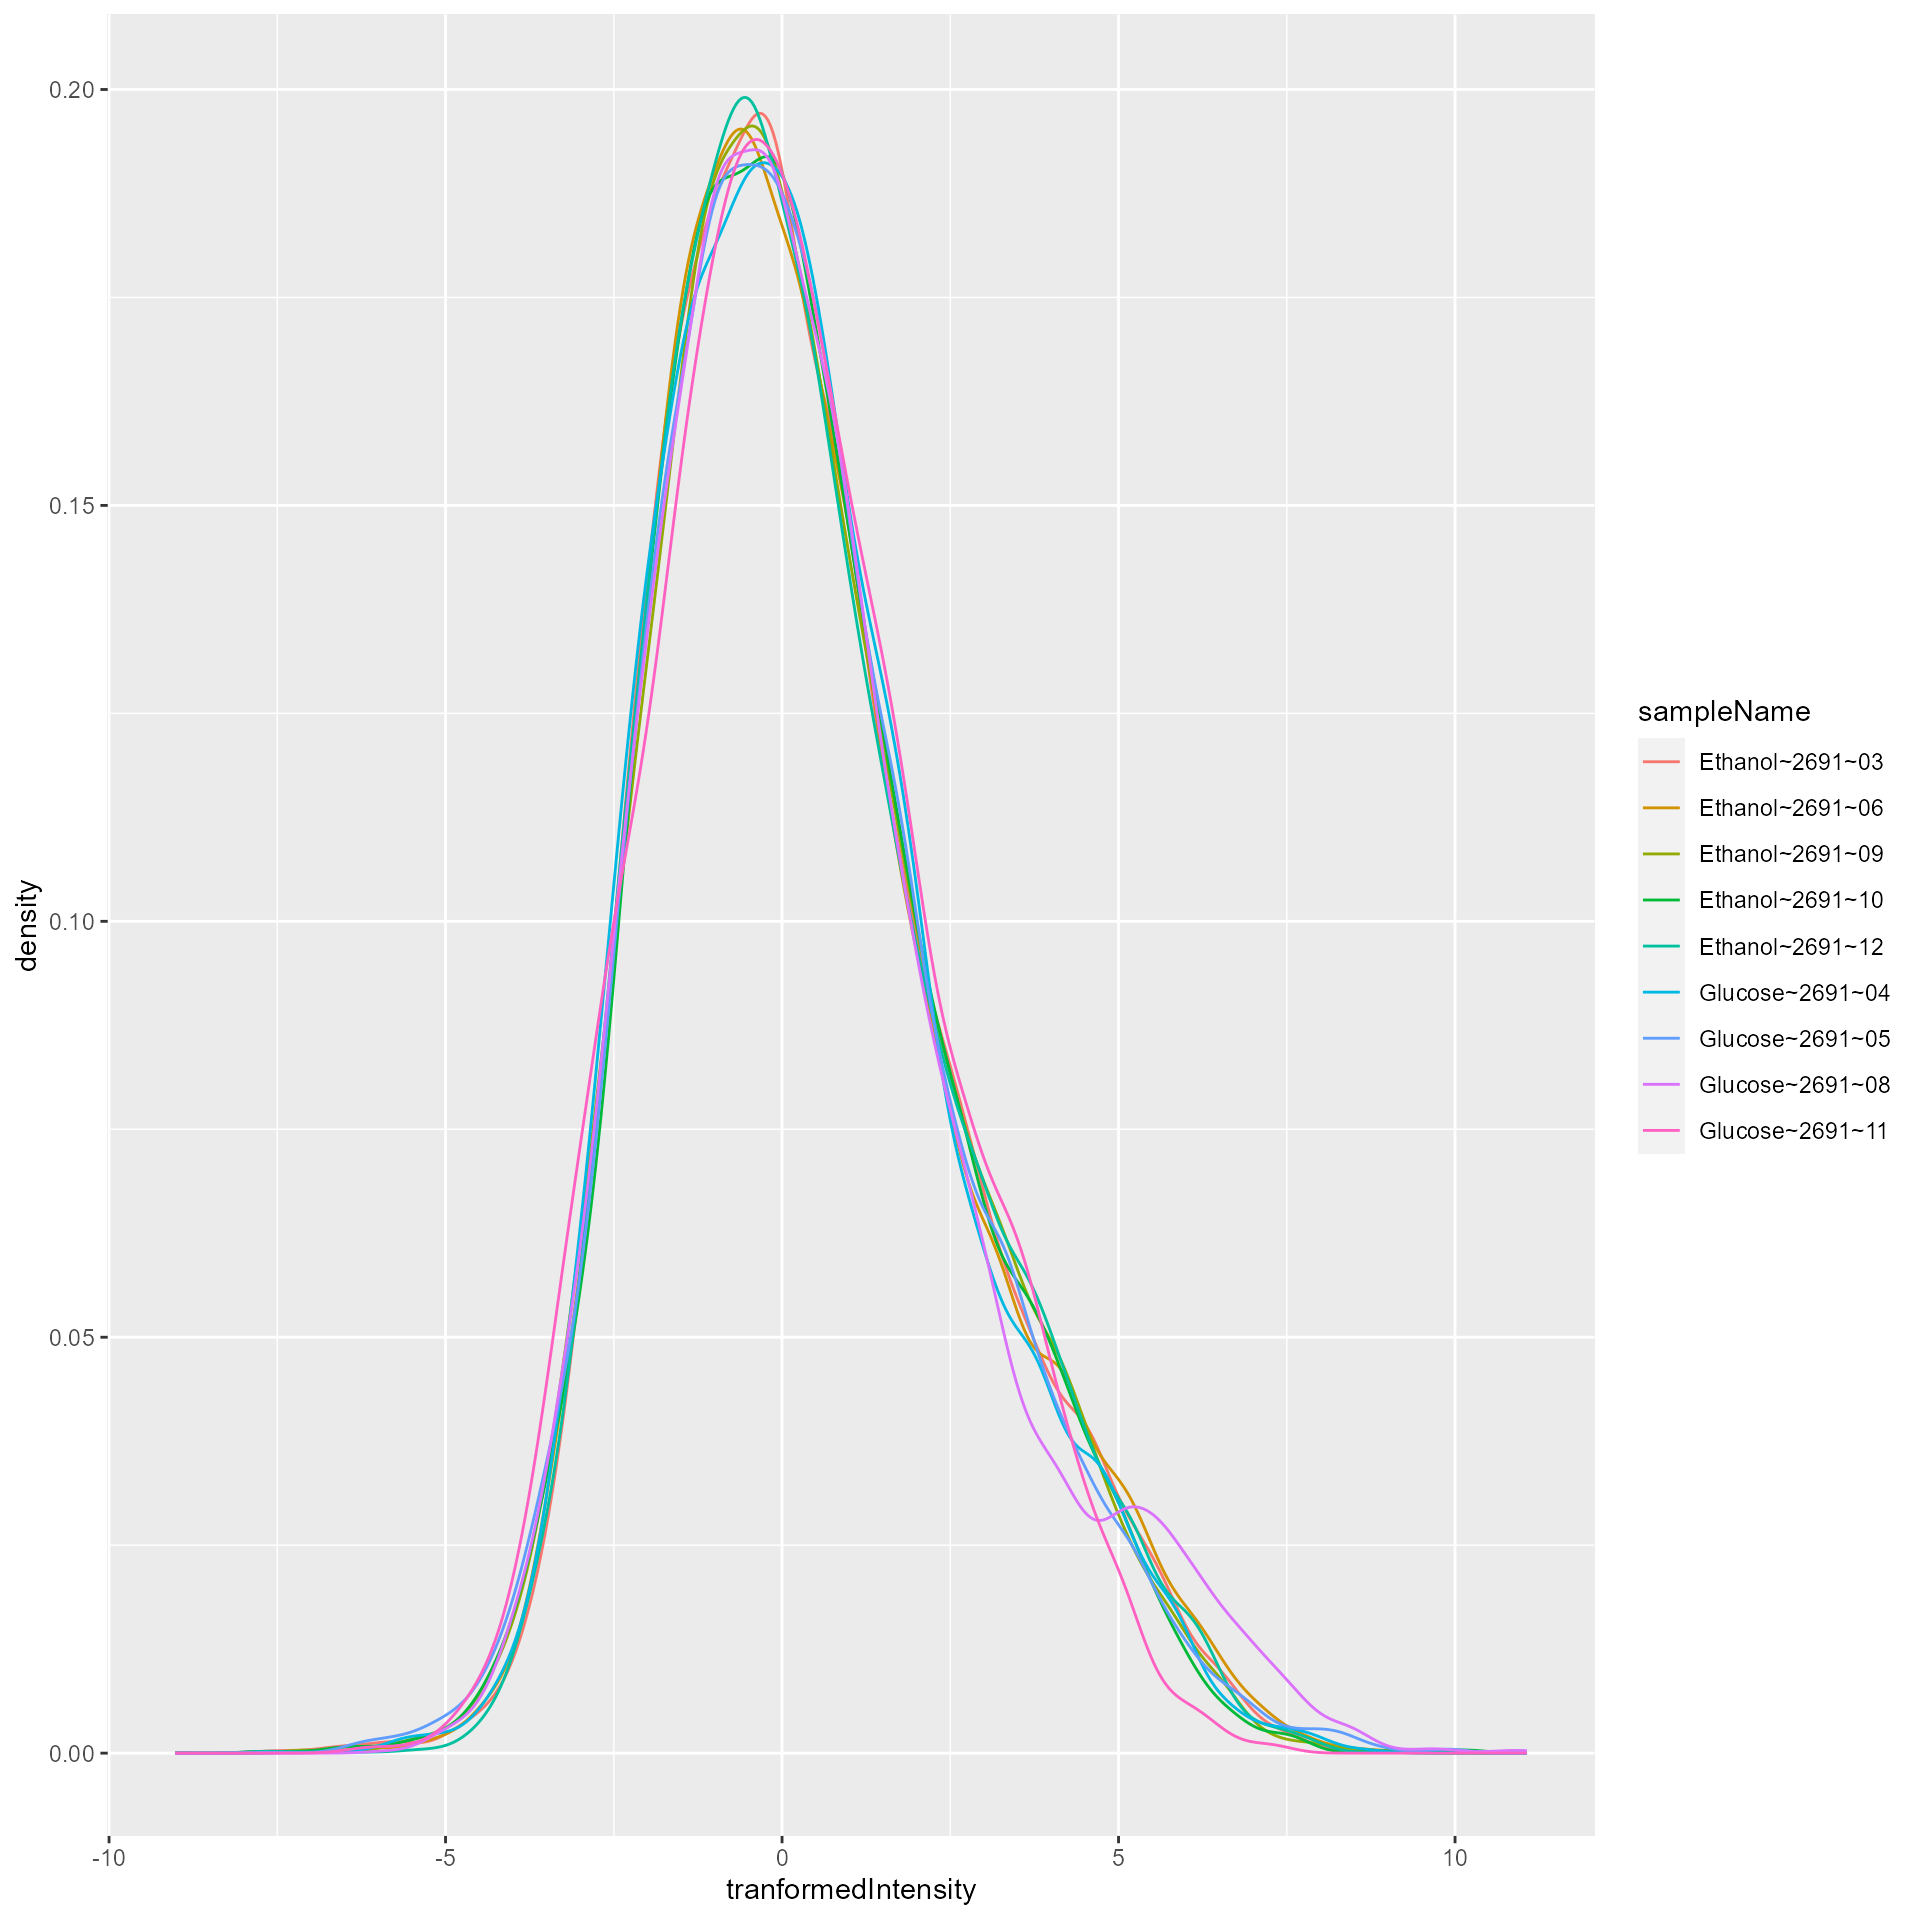 0.20
0.15
0.10
0.05
0.00
density
-10
-5
0
5
10
tranformedIntensity
sampleName
Ethanol~2691~03
Ethanol~2691~06
Ethanol~2691~09
Ethanol~2691~10
Ethanol~2691~12
Glucose~2691~04
Glucose~2691~05
Glucose~2691~08
Glucose~2691~11